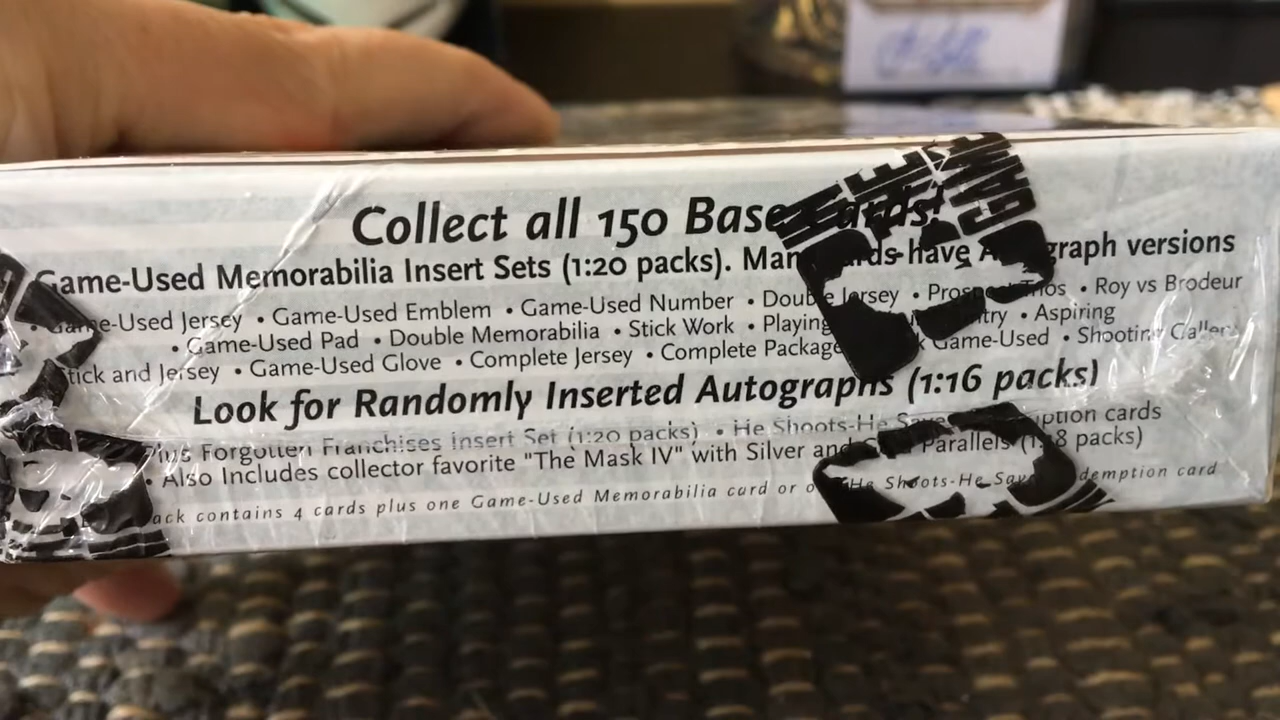 Collect all 150 Base Cards!
Game-Used Memorabilia Insert Sets (1:20 packs). Many Cards have Autograph versions
Game-Used Jersey • Game-Used Emblem • Game-Used Number • Double Jersey • Prospect Trios • Roy vs Brodeur
• Game-Used Pad • Double Memorabilia • Stick Work • Playing • Aspiring
Stick and Jersey • Game-Used Glove • Complete Jersey • Complete Package Game-Used • Shooting Gallery
Look for Randomly Inserted Autographs (1:16 packs)
Plus Forgotten Franchises Insert Set (1:20 packs) • He Shoots-He Saves cards
• Also Includes collector favorite "The Mask IV" with Silver and Gold Parallels packs)
pack contains 4 cards plus one Game-Used Memorabilia card or one He Shoots-He Saves Redemption card
IN THE GAME